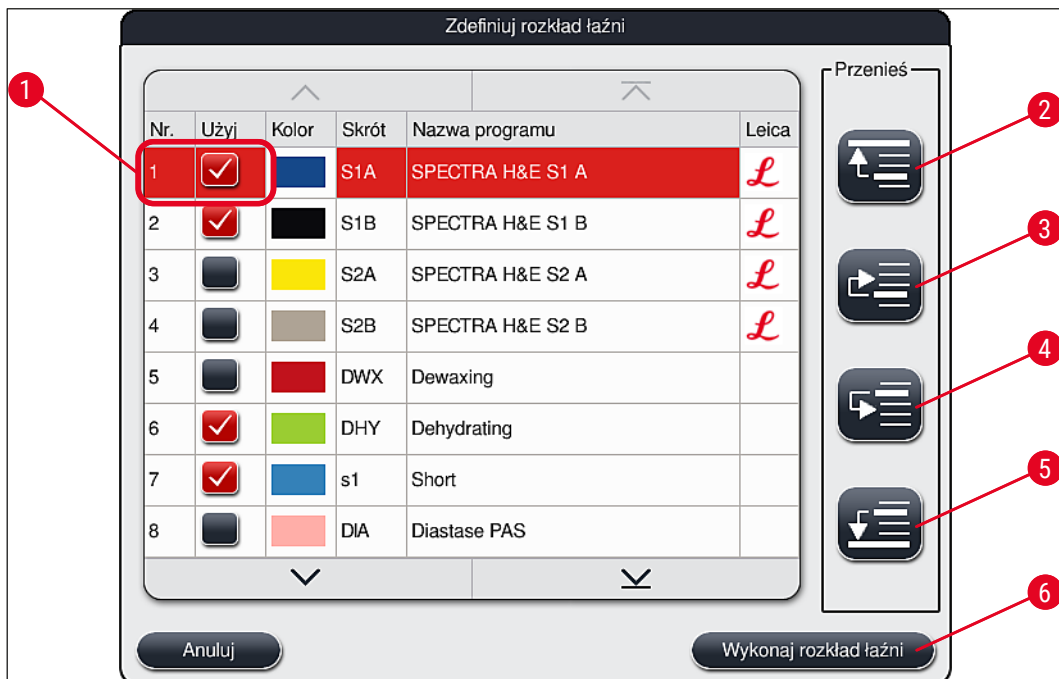 Zdefiniuj rozkład łaźni
Przenieś
1
2
Nr. Użyj Kolor Skrót Nazwa programu Leica
1 S1A SPECTRA H&E S1 A L
2 S1B SPECTRA H&E S1 B L
3
3 S2A SPECTRA H&E S2 A L
4 S2B SPECTRA H&E S2 B L
4
5 DWX Dewaxing
6 DHY Dehydrating
5
7 s1 Short
8 DIA Diastase PAS
6
Anuluj Wykonaj rozkład łaźni